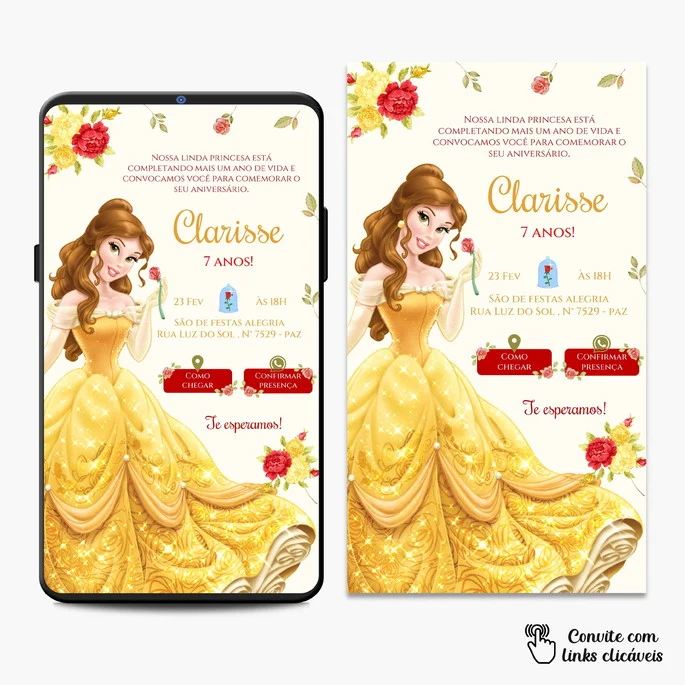 NOSSA LINDA PRINCESA ESTÁ
COMPLETANDO MAIS UM ANO DE VIDA E
CONVOCAMOS VOCÊ PARA COMEMORAR O
SEU ANIVERSÁRIO.
Clarisse
7 ANOS!
23 FEV
ÀS 18H
SÃO DE FESTAS ALEGRIA
RUA LUZ DO SOL , Nº 7529 - PAZ
COMO
CHEGAR
CONFIRMAR
PRESENÇA
Te esperamos!
NOSSA LINDA PRINCESA ESTÁ
COMPLETANDO MAIS UM ANO DE VIDA E
CONVOCAMOS VOCÊ PARA COMEMORAR O
SEU ANIVERSÁRIO.
Clarisse
7 ANOS!
23 FEV
ÀS 18H
SÃO DE FESTAS ALEGRIA
RUA LUZ DO SOL , Nº 7529 - PAZ
COMO
CHEGAR
CONFIRMAR
PRESENÇA
Te esperamos!
Convite com
links clicáveis